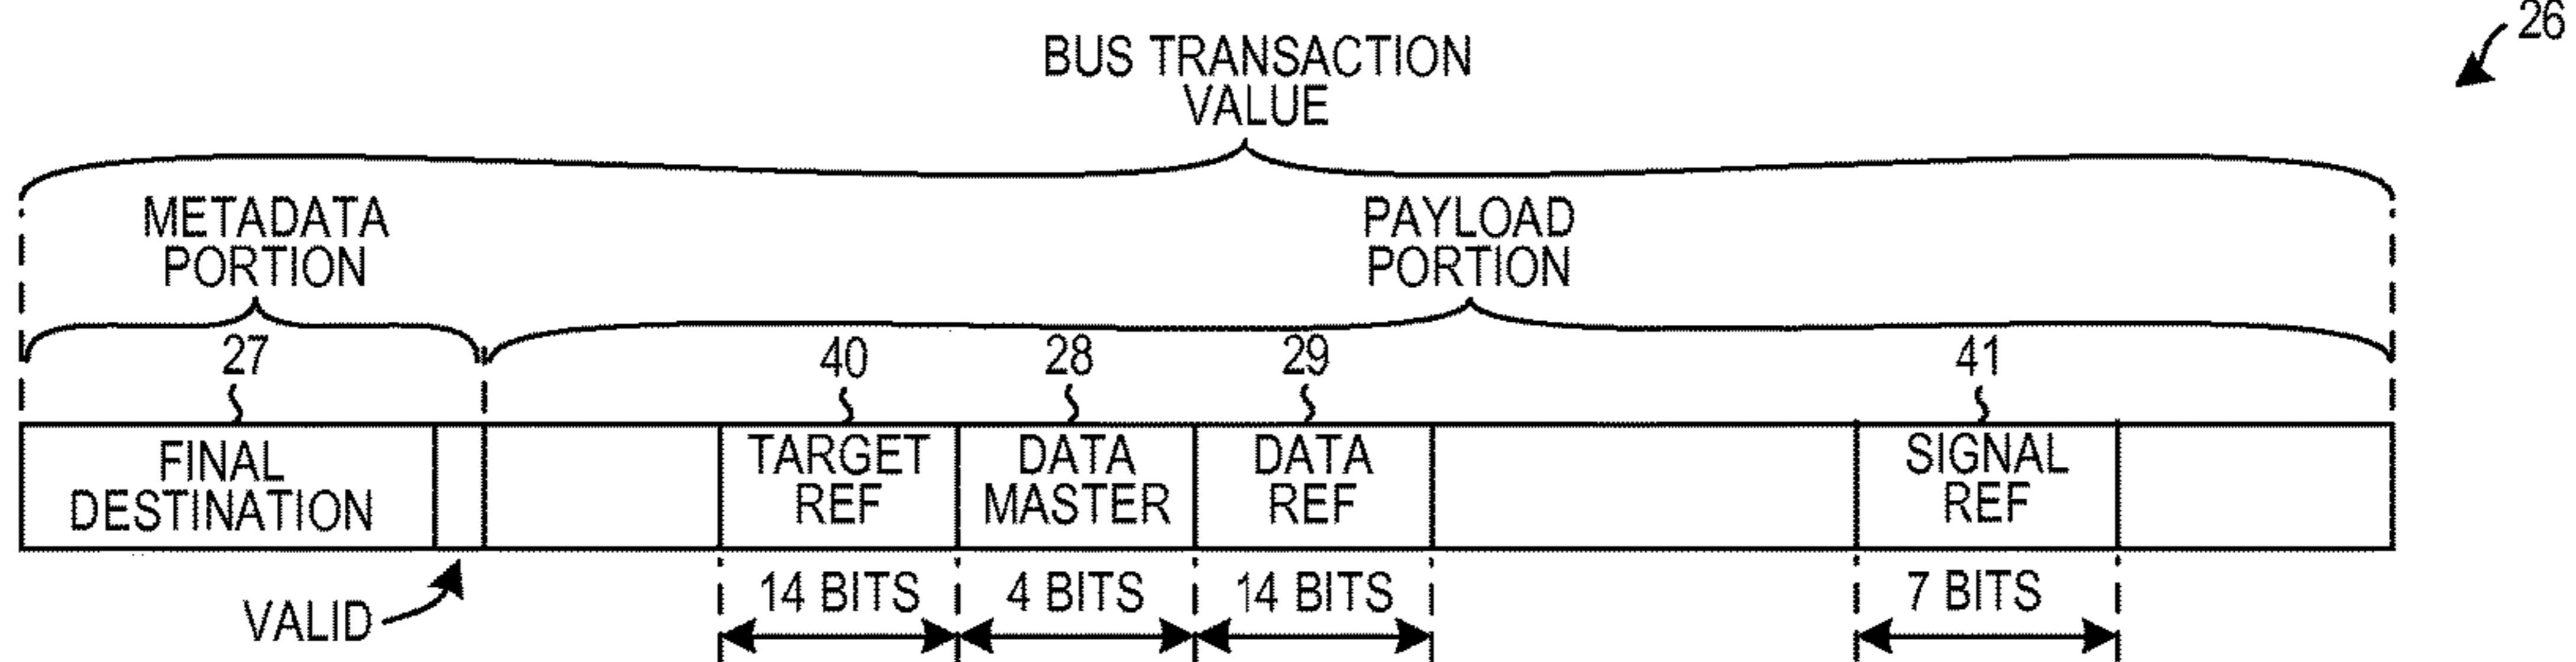 26
BUS TRANSACTION
VALUE
METADATA
PORTION
PAYLOAD
PORTION
27
40
28
29
41
FINAL
DESTINATION
TARGET
REF
DATA
MASTER
DATA
REF
SIGNAL
REF
VALID
14 BITS
4 BITS
14 BITS
7 BITS